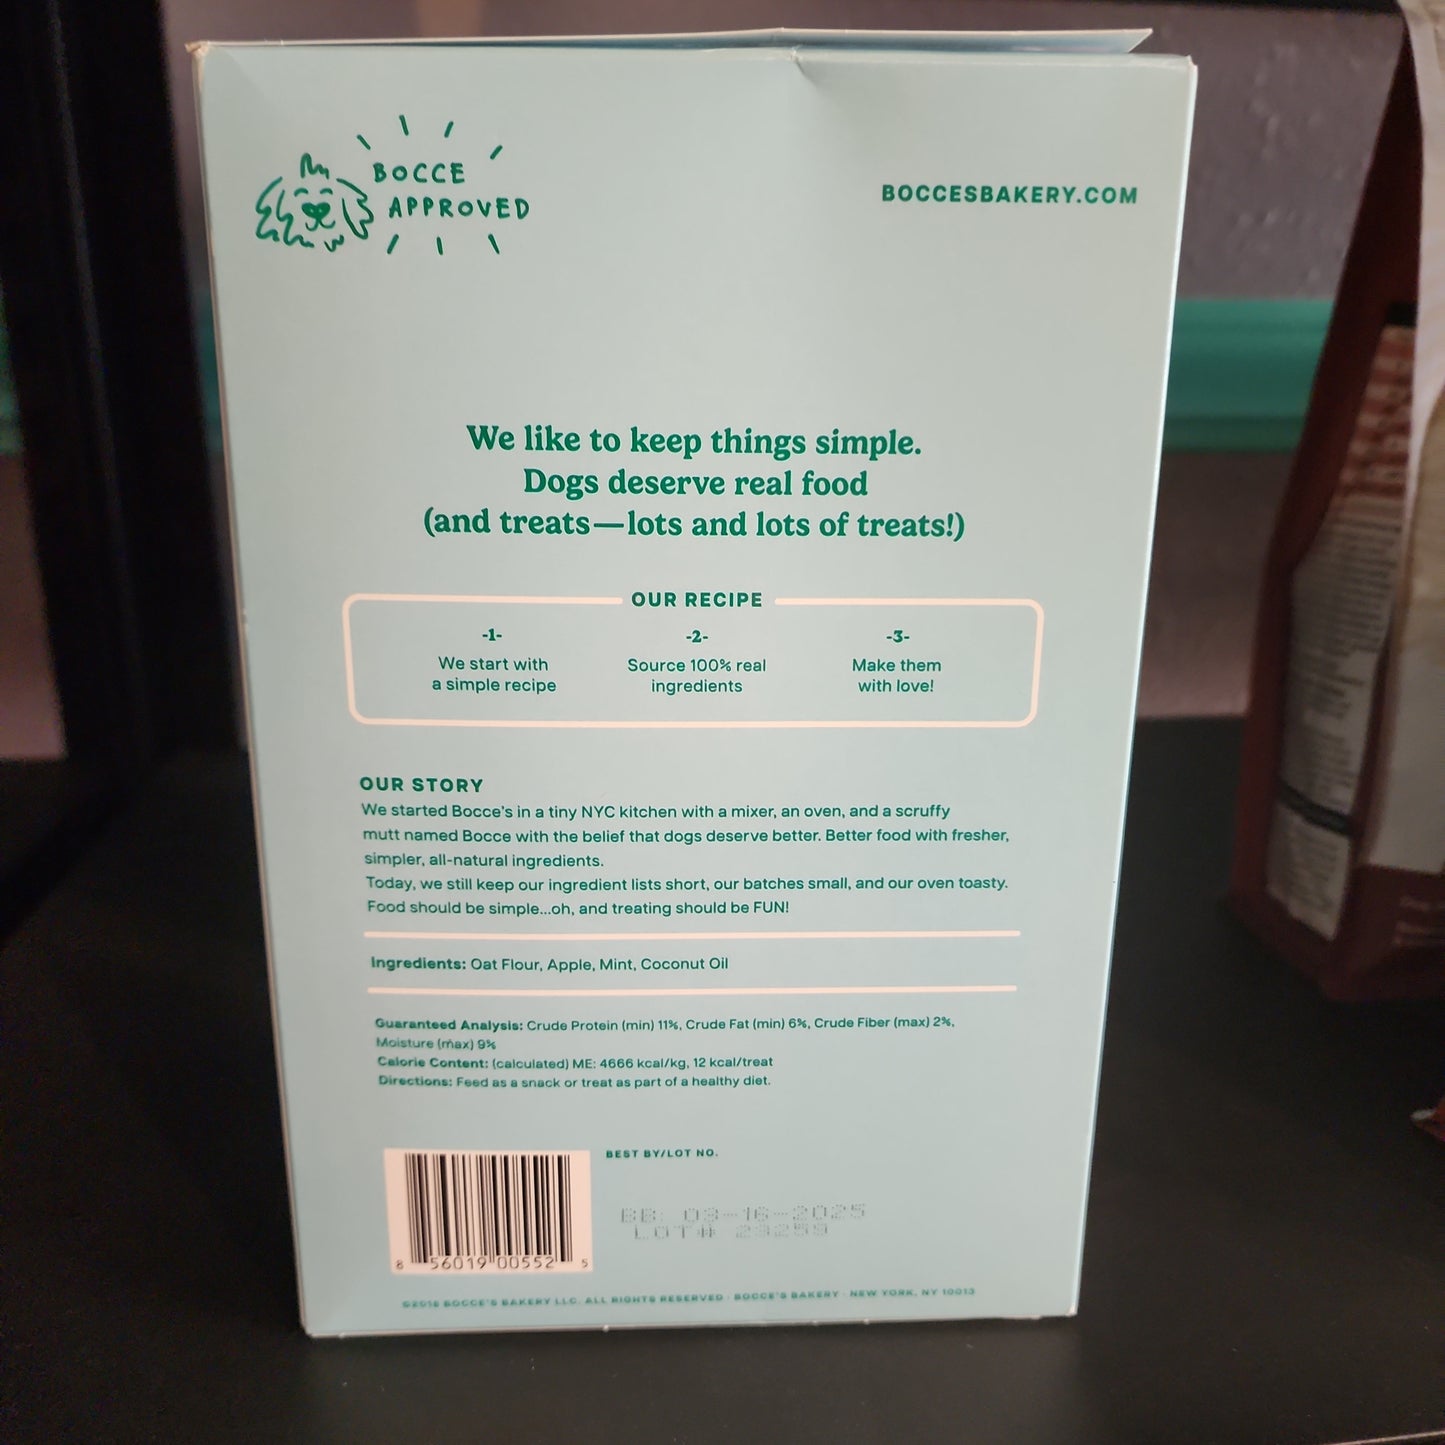 BOCCE
APPROVED
BOCCESBAKERY.COM
We like to keep things simple.
Dogs deserve real food
(and treats—lots and lots of treats!)
OUR RECIPE
-1-
We start with
a simple recipe
-2-
Source 100% real
ingredients
-3-
Make them
with love!
OUR STORY
We started Bocce's in a tiny NYC kitchen with a mixer, an oven, and a scruffy
mutt named Bocce with the belief that dogs deserve better. Better food with fresher,
simpler, all-natural ingredients.
Today, we still keep our ingredient lists short, our batches small, and our oven toasty.
Food should be simple...oh, and treating should be FUN!
Ingredients: Oat Flour, Apple, Mint, Coconut Oil
Guaranteed Analysis: Crude Protein (min) 11%, Crude Fat (min) 6%, Crude Fiber (max) 2%,
Moisture (max) 9%
Calorie Content: (calculated) ME: 4666 kcal/kg, 12 kcal/treat
Directions: Feed as a snack or treat as part of a healthy diet.
BEST BY/LOT NO.
BB: 03-16-2025
LOT# 23259
8 56019 00552 5
BOCCE'S BAKERY LLC. ALL RIGHTS RESERVED · BOCCE'S BAKERY · NEW YORK, NY 10013